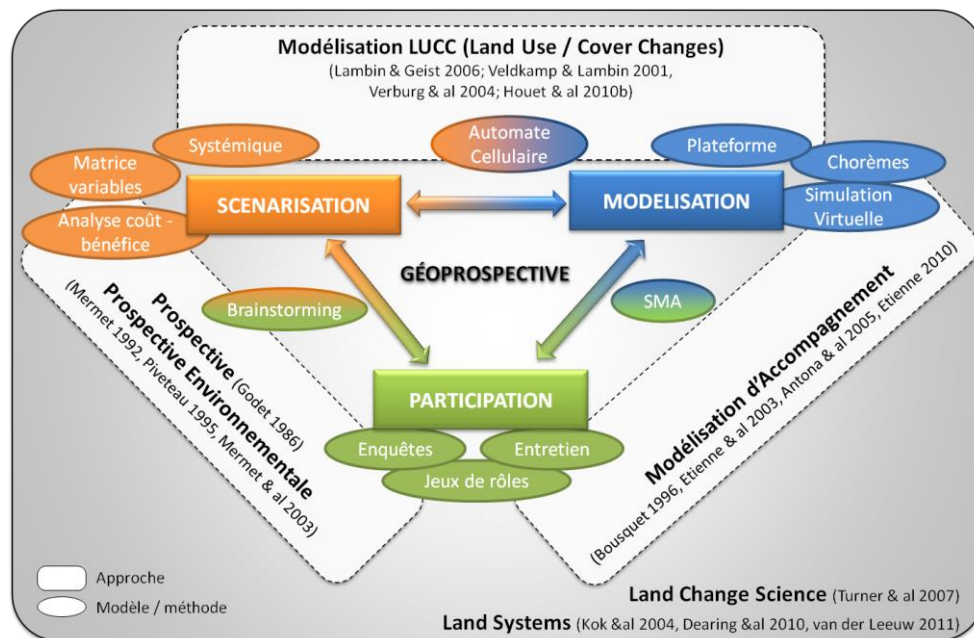 Modélisation LUCC (Land Use / Cover Changes)
(Lambin & Geist 2006; Veldkamp & Lambin 2001,
Verburg & al 2004; Houet & al 2010b)
Systémique
Automate
Cellulaire
Plateforme
Matrice
variables
Chorèmes
SCENARISATION
MODELISATION
Simulation
Virtuelle
Analyse coût -
bénéfice
GÉOPROSPECTIVE
Brainstorming
SMA
Prospective (Godet 1986)
Prospective Environnementale
(Mermet 1992, Piveteau 1995, Mermet & al 2003)
Modélisation d'Accompagnement
(Bousquet 1996, Etienne & al 2003, Antona & al 2005, Etienne 2010)
PARTICIPATION
Enquêtes
Entretien
Jeux de rôles
Approche
Modèle / méthode
Land Change Science (Turner & al 2007)
Land Systems (Kok &al 2004, Dearing &al 2010, van der Leeuw 2011)